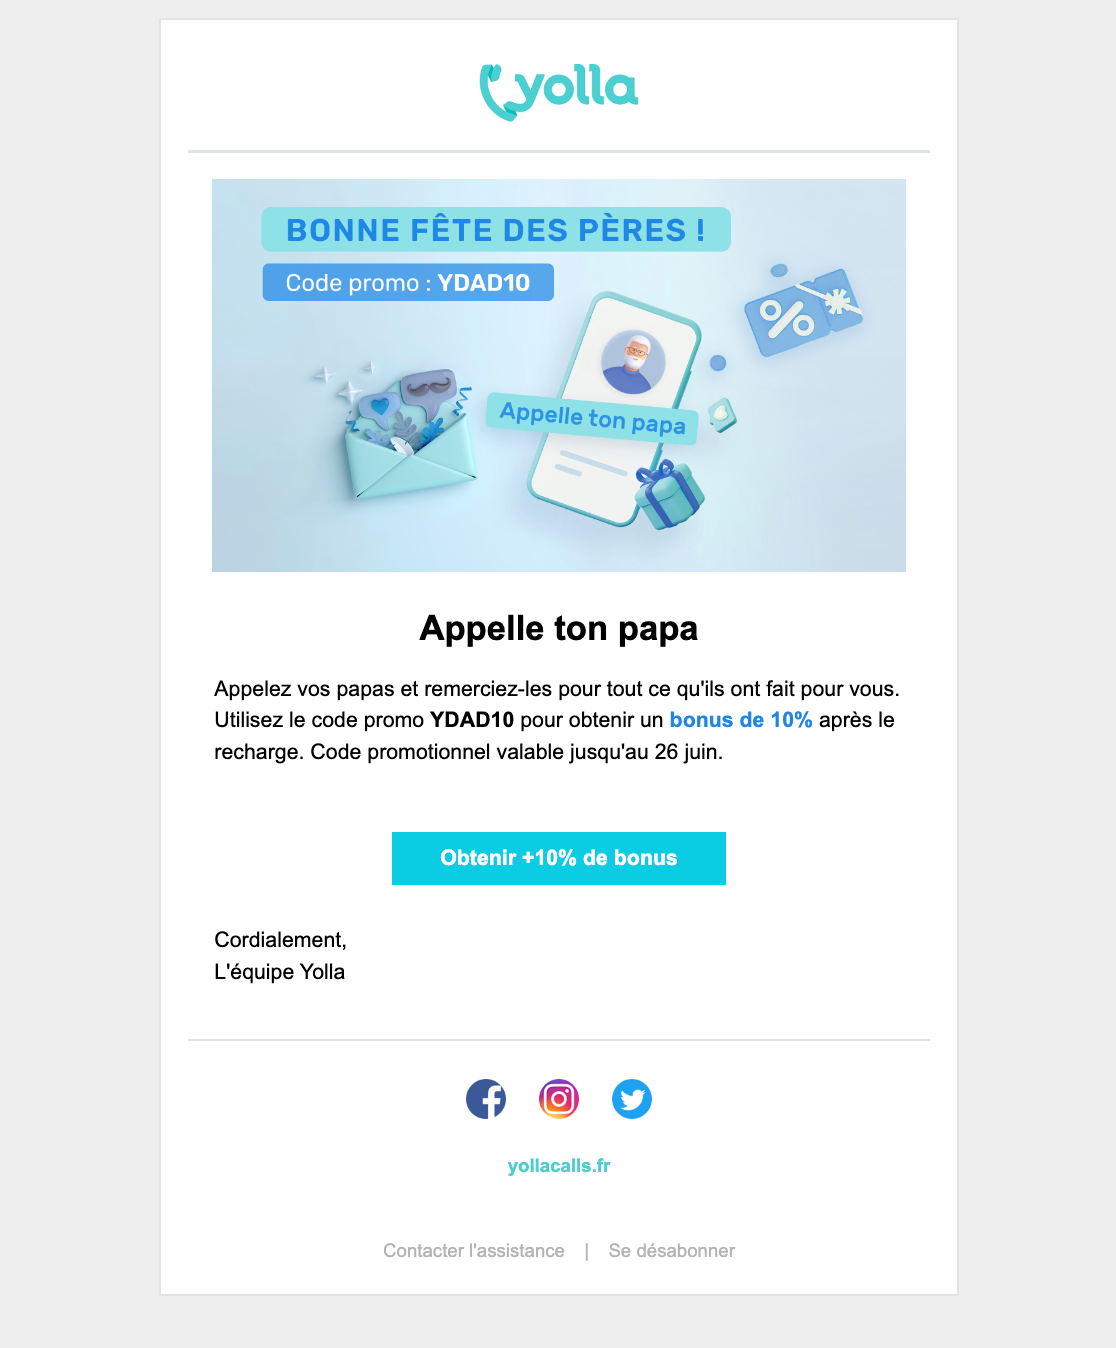 yolla
BONNE FÊTE DES PÈRES !
Code promo : YDAD10
%
Appelle ton papa
Appelle ton papa
Appelez vos papas et remerciez-les pour tout ce qu'ils ont fait pour vous.
Utilisez le code promo YDAD10 pour obtenir un bonus de 10% après le
recharge. Code promotionnel valable jusqu'au 26 juin.
Obtenir +10% de bonus
Cordialement,
L'équipe Yolla
yollacalls.fr
Contacter l'assistance | Se désabonner